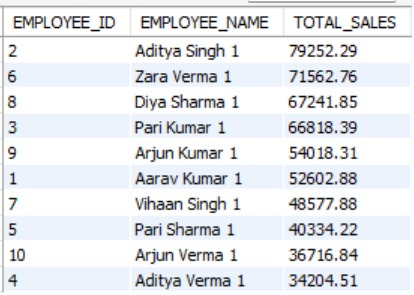 EMPLOYEE_ID EMPLOYEE_NAME TOTAL_SALES
2 Aditya Singh 1 79252.29
6 Zara Verma 1 71562.76
8 Diya Sharma 1 67241.85
3 Pari Kumar 1 66818.39
9 Arjun Kumar 1 54018.31
1 Aarav Kumar 1 52602.88
7 Vihaan Singh 1 48577.88
5 Pari Sharma 1 40334.22
10 Arjun Verma 1 36716.84
4 Aditya Verma 1 34204.51